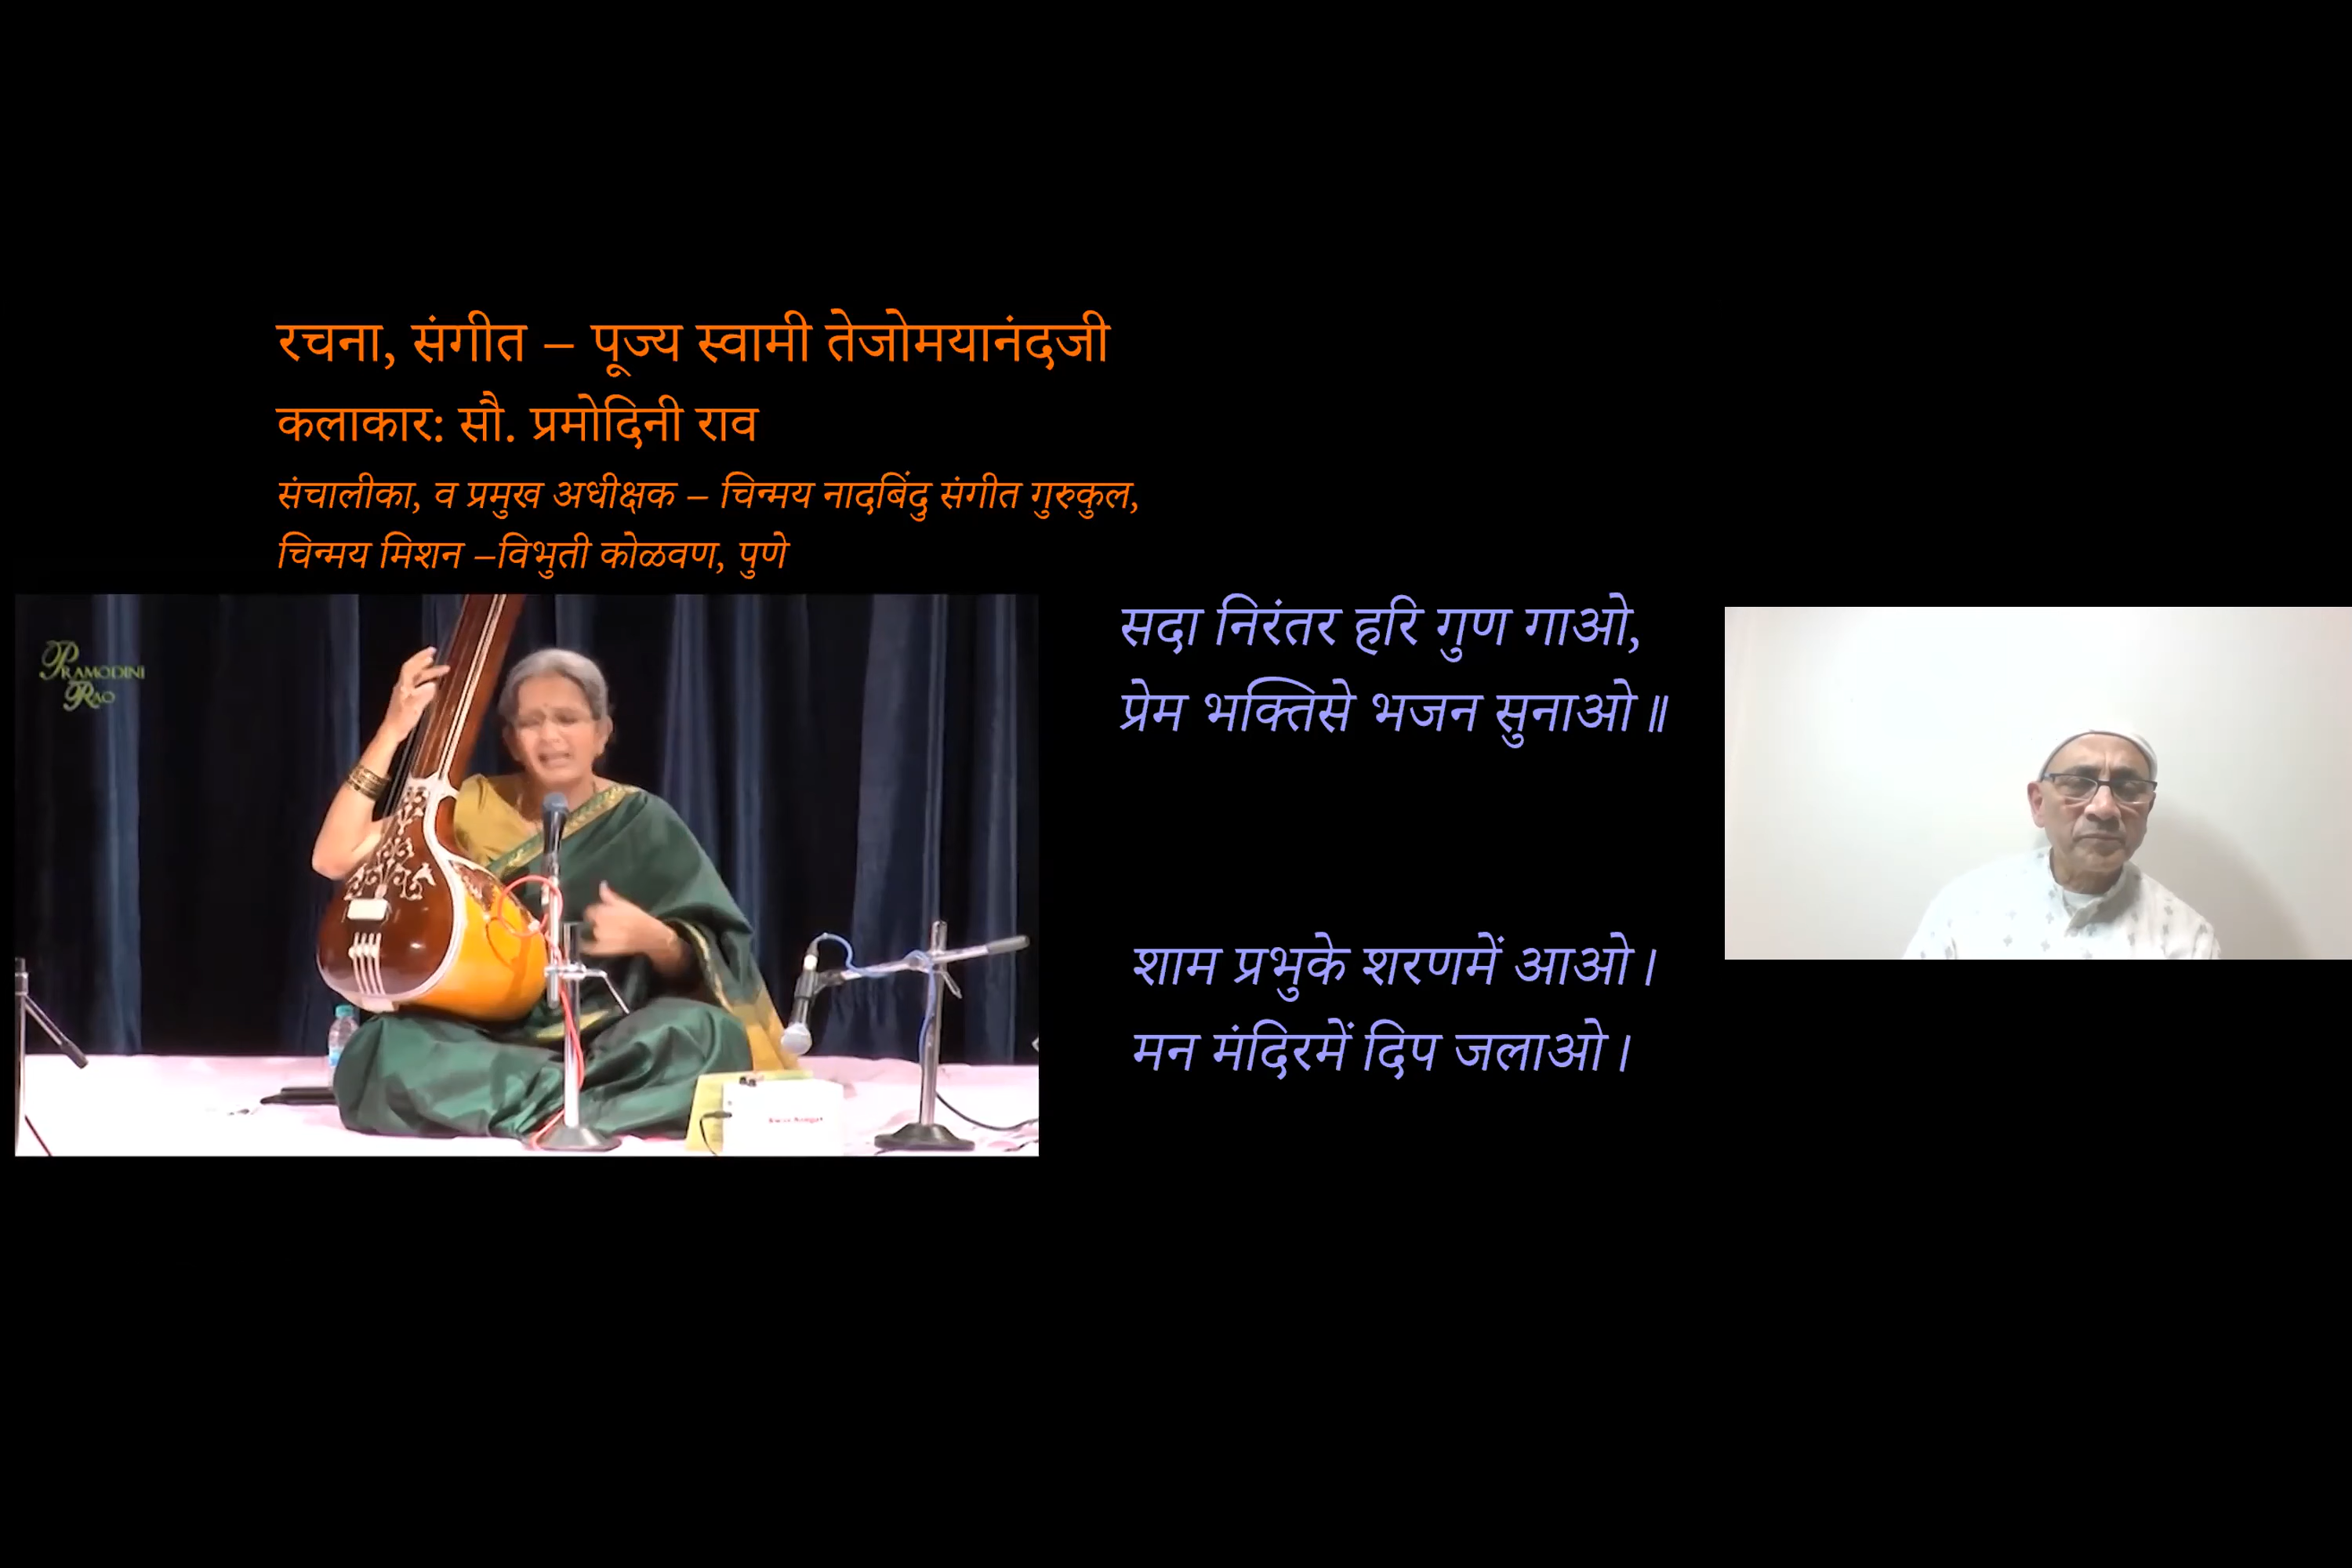 रचना, संगीत – पूज्य स्वामी तेजोमयानंदजी
कलाकार: सौ. प्रमोदिनी राव
संचालीका, व प्रमुख अधीक्षक – चिन्मय नादबिंदु संगीत गुरुकुल,
चिन्मय मिशन –विभुती कोळवण, पुणे
PRAMODINI
RAO
सदा निरंतर हरि गुण गाओ,
प्रेम भक्तिसे भजन सुनाओ॥
शाम प्रभुके शरणमें आओ।
मन मंदिरमें दिप जलाओ।